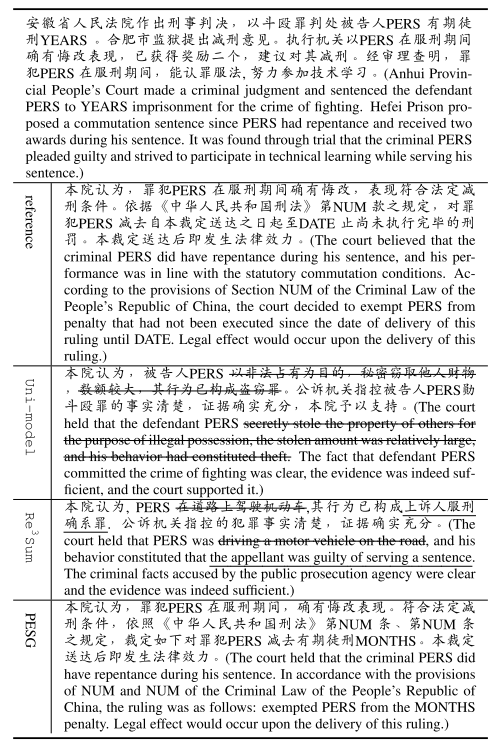 安徽省人民法院作出刑事判决，以斗殴罪判处被告人PERS 有期徒
刑YEARS 。合肥市监狱提出减刑意见。执行机关以PERS 在服刑期间
确有悔改表现，已获得奖励二个，建议对其减刑。经审理查明，罪
犯PERS 在服刑期间，能认罪服法, 努力参加技术学习。(Anhui Provin-
cial People's Court made a criminal judgment and sentenced the defendant
PERS to YEARS imprisonment for the crime of fighting. Hefei Prison pro-
posed a commutation sentence since PERS had repentance and received two
awards during his sentence. It was found through trial that the criminal PERS
pleaded guilty and strived to participate in technical learning while serving his
sentence.)
reference
本院认为，罪犯PERS 在服刑期间确有悔改，表现符合法定减
刑条件。依据《中华人民共和国刑法》第NUM 款之规定，对罪
犯PERS 减去自本裁定送达之日起至DATE 止尚未执行完毕的刑
罚。本裁定送达后即发生法律效力。(The court believed that the
criminal PERS did have repentance during his sentence, and his per-
formance was in line with the statutory commutation conditions. Ac-
cording to the provisions of Section NUM of the Criminal Law of the
People's Republic of China, the court decided to exempt PERS from
penalty that had not been executed since the date of delivery of this
ruling until DATE. Legal effect would occur upon the delivery of this
ruling.)
Uni-model
本院认为，被告人PERS 以非法占有为目的，秘密窃取他人财物
，数额较大，其行为已构成盗窃罪。公诉机关指控被告人PERS勋
斗殴罪的事实清楚，证据确实充分，本院予以支持。(The court
held that the defendant PERS secretly stole the property of others for
the purpose of illegal possession, the stolen amount was relatively large,
and his behavior had constituted theft. The fact that defendant PERS
committed the crime of fighting was clear, the evidence was indeed suf-
ficient, and the court supported it.)
Re³Sum
本院认为, PERS 在道路上驾驶机动车,其行为已构成上诉人服刑
确系罪。公诉机关指控的犯罪事实清楚，证据确实充分。(The
court held that PERS was driving a motor vehicle on the road, and his
behavior constituted that the appellant was guilty of serving a sentence.
The criminal facts accused by the public prosecution agency were clear
and the evidence was indeed sufficient.)
PESG
本院认为，罪犯PERS 在服刑期间，确有悔改表现。符合法定减
刑条件，依照《中华人民共和国刑法》第NUM 条、第NUM 条
之规定，裁定如下对罪犯PERS 减去有期徒刑MONTHS。本裁定
送达后即发生法律效力。(The court held that the criminal PERS did
have repentance during his sentence. In accordance with the provisions
of NUM and NUM of the Criminal Law of the People's Republic of
China, the ruling was as follows: exempted PERS from the MONTHS
penalty. Legal effect would occur upon the delivery of this ruling.)